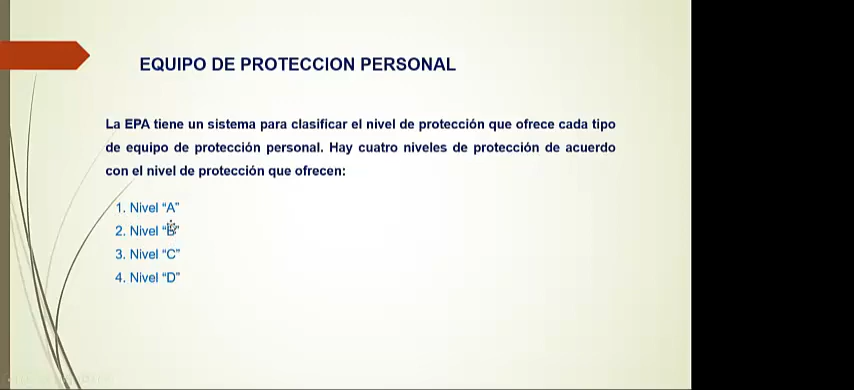 EQUIPO DE PROTECCION PERSONAL
La EPA tiene un sistema para clasificar el nivel de protección que ofrece cada tipo
de equipo de protección personal. Hay cuatro niveles de protección de acuerdo
con el nivel de protección que ofrecen:
1. Nivel “A”
2. Nivel “B”
3. Nivel “C”
4. Nivel “D”